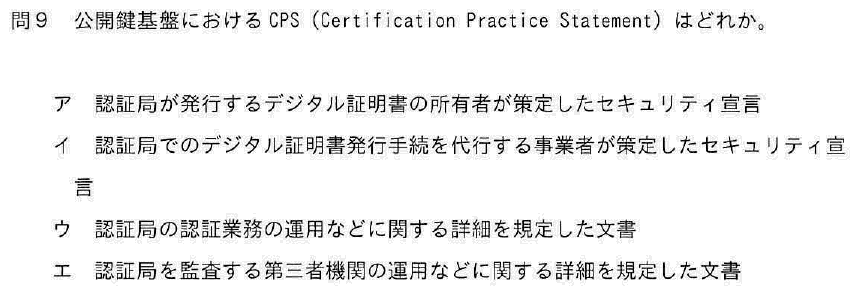 問９　公開鍵基盤における CPS（Certification Practice Statement）はどれか。
ア　認証局が発行するデジタル証明書の所有者が策定したセキュリティ宣言
イ　認証局でのデジタル証明書発行手続を代行する事業者が策定したセキュリティ宣
言
ウ　認証局の認証業務の運用などに関する詳細を規定した文書
エ　認証局を監査する第三者機関の運用などに関する詳細を規定した文書